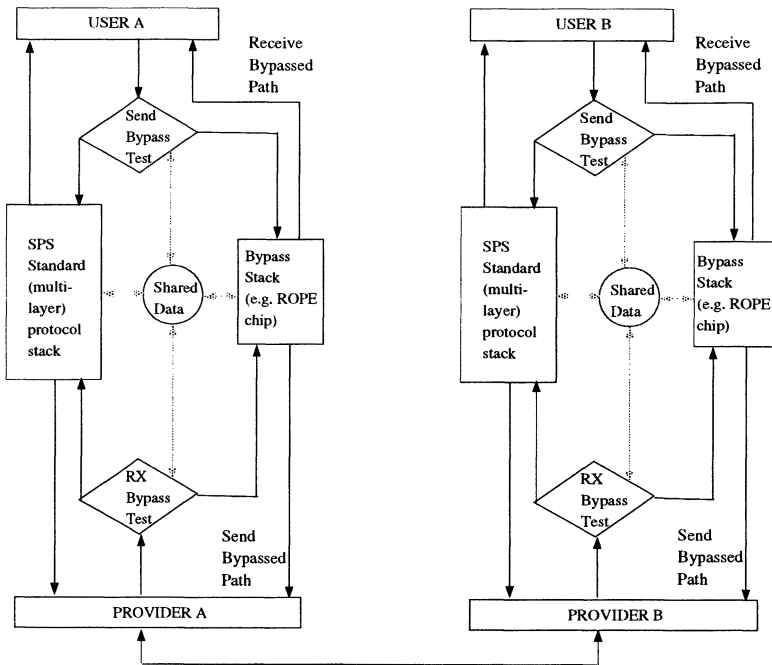 USER A
Receive
Bypassed
Path
Send
Bypass
Test
SPS
Standard
(multi-
layer)
protocol
stack
Shared
Data
Bypass
Stack
(e.g. ROPE
chip)
RX
Bypass
Test
Send
Bypassed
Path
PROVIDER A
USER B
Receive
Bypassed
Path
Send
Bypass
Test
SPS
Standard
(multi-
layer)
protocol
stack
Shared
Data
Bypass
Stack
(e.g. ROPE
chip)
RX
Bypass
Test
Send
Bypassed
Path
PROVIDER B